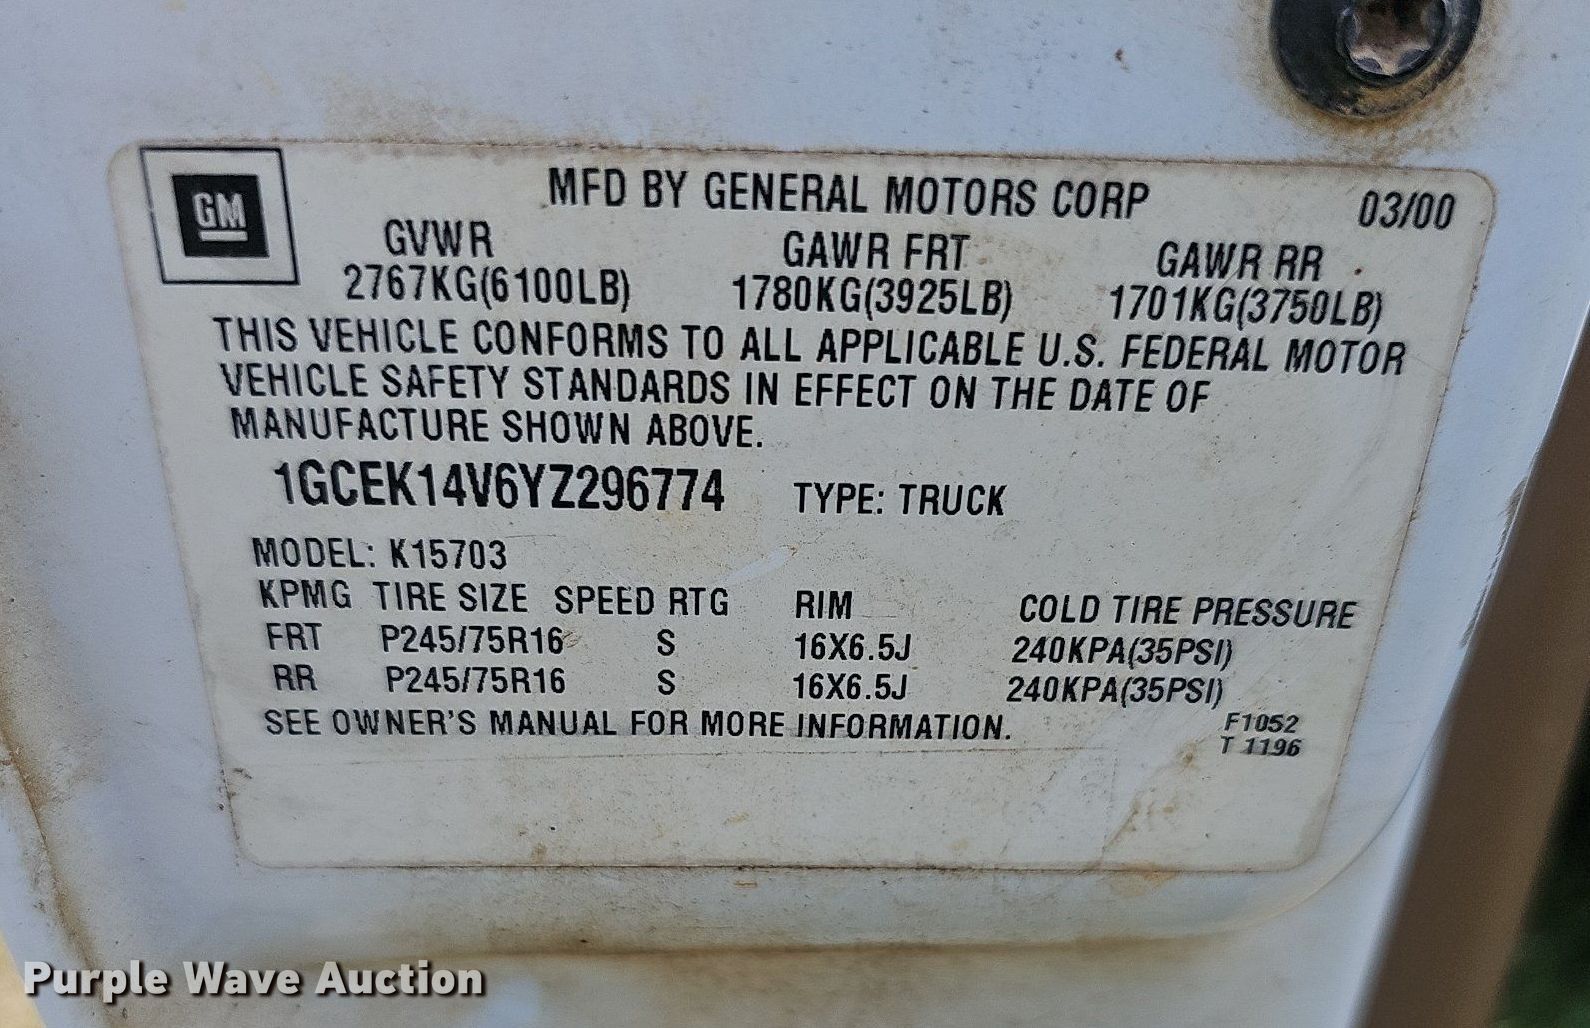 GM
MFD BY GENERAL MOTORS CORP 03/00
GVWR GAWR FRT GAWR RR
2767KG(6100LB) 1780KG(3925LB) 1701KG(3750LB)
THIS VEHICLE CONFORMS TO ALL APPLICABLE U.S. FEDERAL MOTOR
VEHICLE SAFETY STANDARDS IN EFFECT ON THE DATE OF
MANUFACTURE SHOWN ABOVE.
1GCEK14V6YZ296774 TYPE: TRUCK
MODEL: K15703
KPMG TIRE SIZE SPEED RTG RIM COLD TIRE PRESSURE
FRT P245/75R16 S 16X6.5J 240KPA(35PSI)
RR P245/75R16 S 16X6.5J 240KPA(35PSI)
SEE OWNER'S MANUAL FOR MORE INFORMATION. F1052
T 1196
Purple Wave Auction